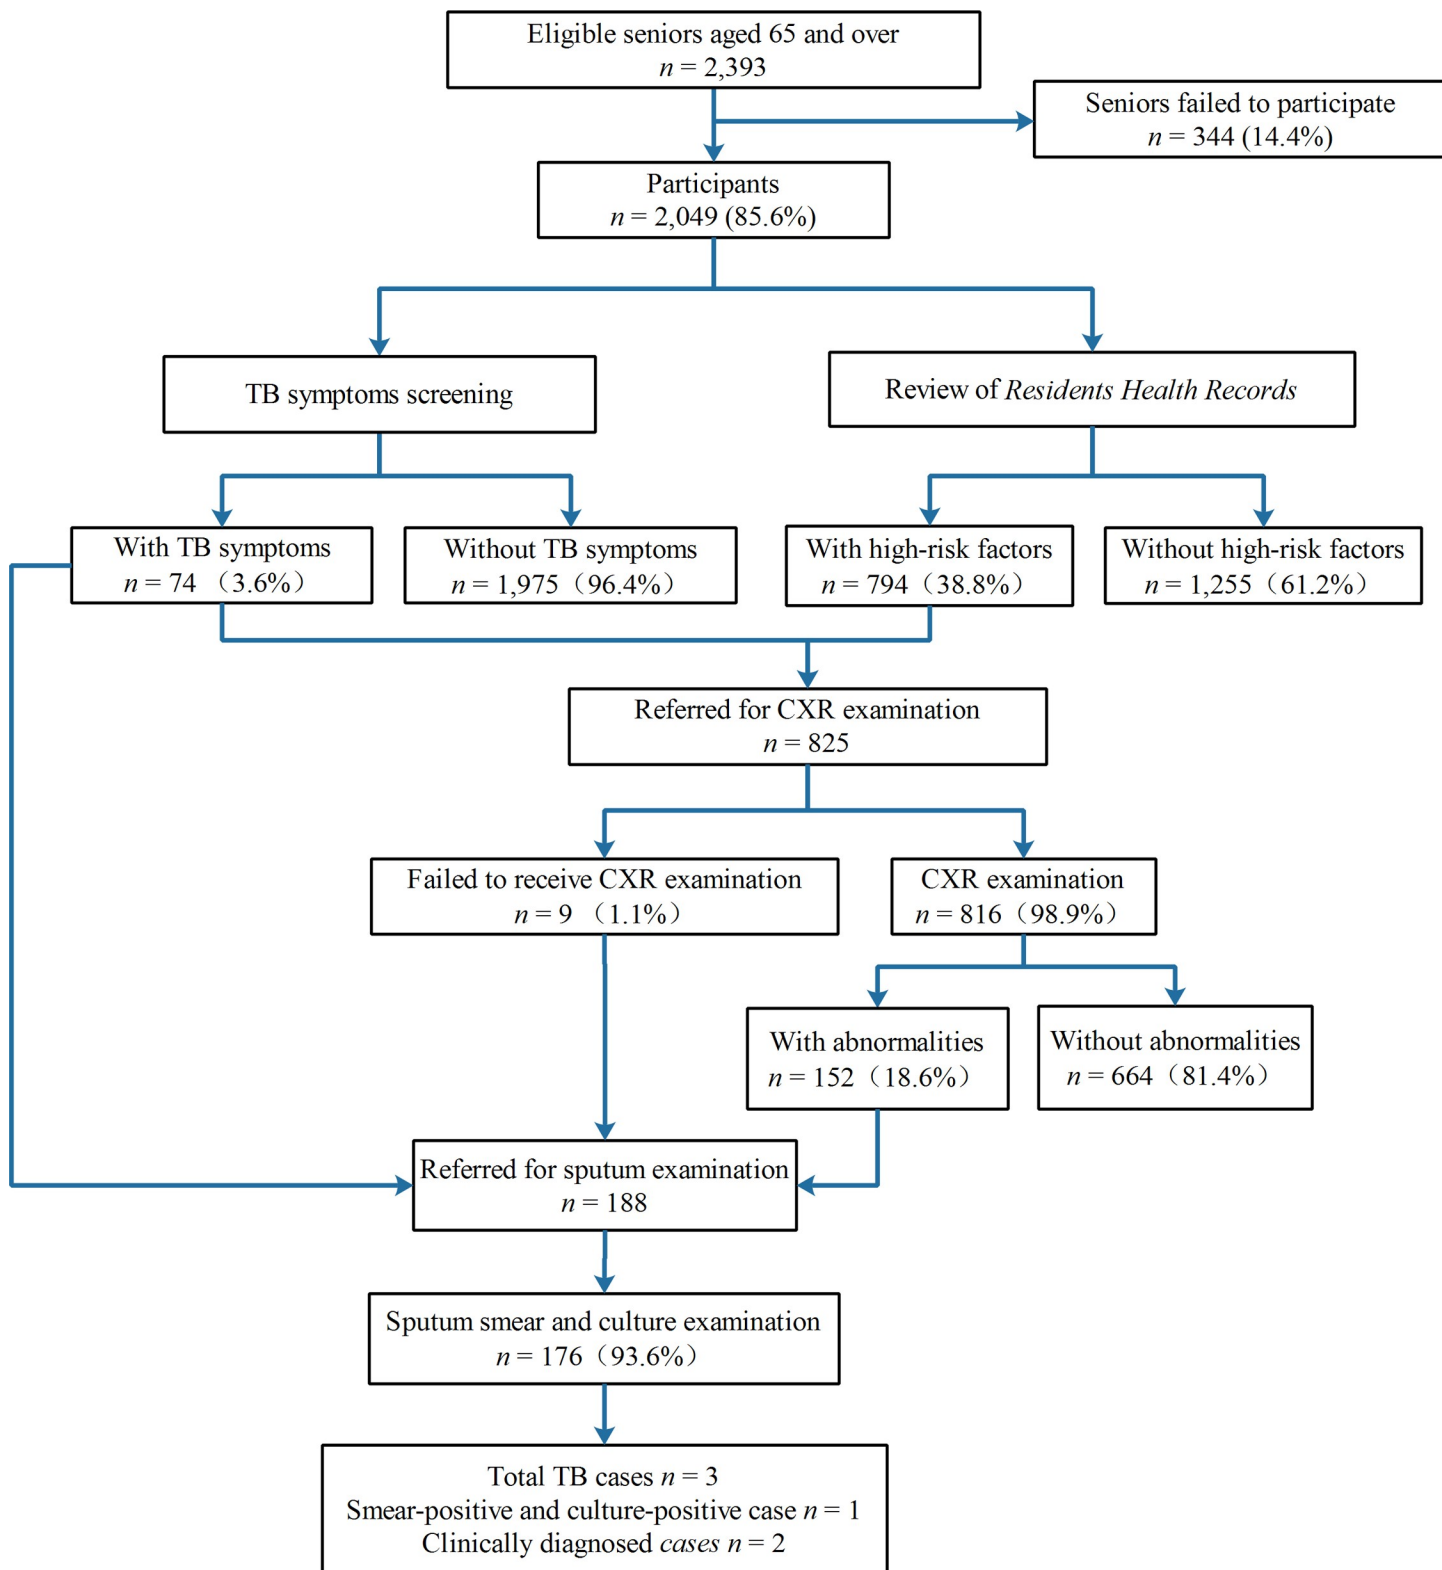 Eligible seniors aged 65 and over
n = 2,393
Seniors failed to participate
n = 344 (14.4%)
Participants
n = 2,049 (85.6%)
TB symptoms screening
Review of Residents Health Records
With TB symptoms
n = 74 （3.6%）
Without TB symptoms
n = 1,975（96.4%）
With high-risk factors
n = 794（38.8%）
Without high-risk factors
n = 1,255（61.2%）
Referred for CXR examination
n = 825
Failed to receive CXR examination
n = 9 （1.1%）
CXR examination
n = 816（98.9%）
With abnormalities
n = 152（18.6%）
Without abnormalities
n = 664（81.4%）
Referred for sputum examination
n = 188
Sputum smear and culture examination
n = 176（93.6%）
Total TB cases n = 3
Smear-positive and culture-positive case n = 1
Clinically diagnosed cases n = 2